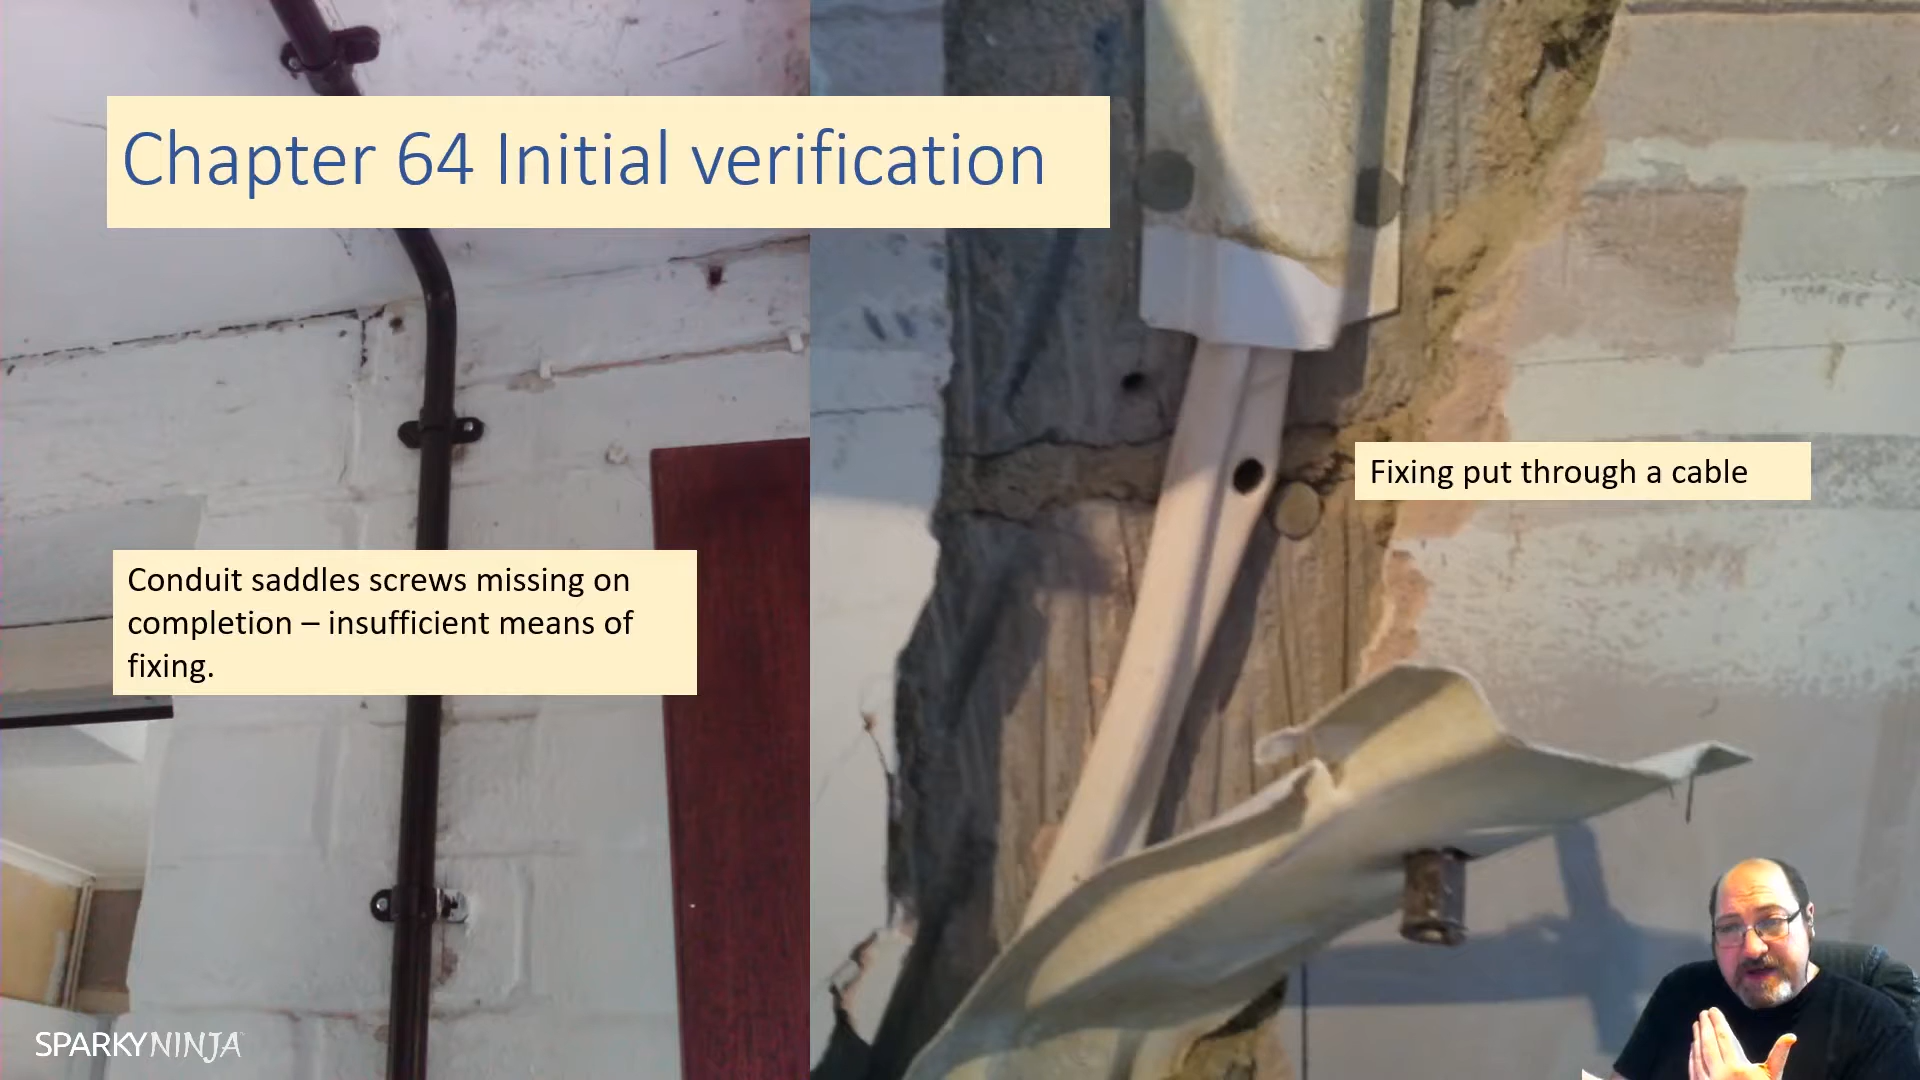 Chapter 64 Initial verification
Fixing put through a cable
Conduit saddles screws missing on
completion – insufficient means of
fixing.
SPARKYNINJA